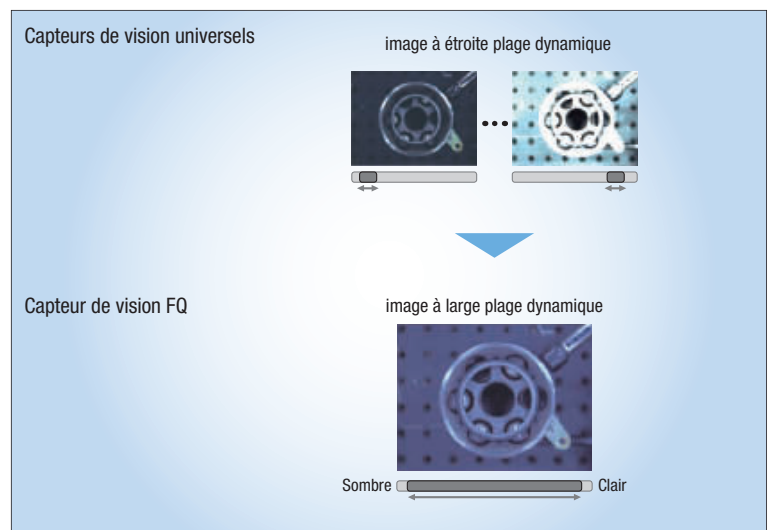 Capteurs de vision universels
image à étroite plage dynamique
Capteur de vision FQ
image à large plage dynamique
Sombre
Clair